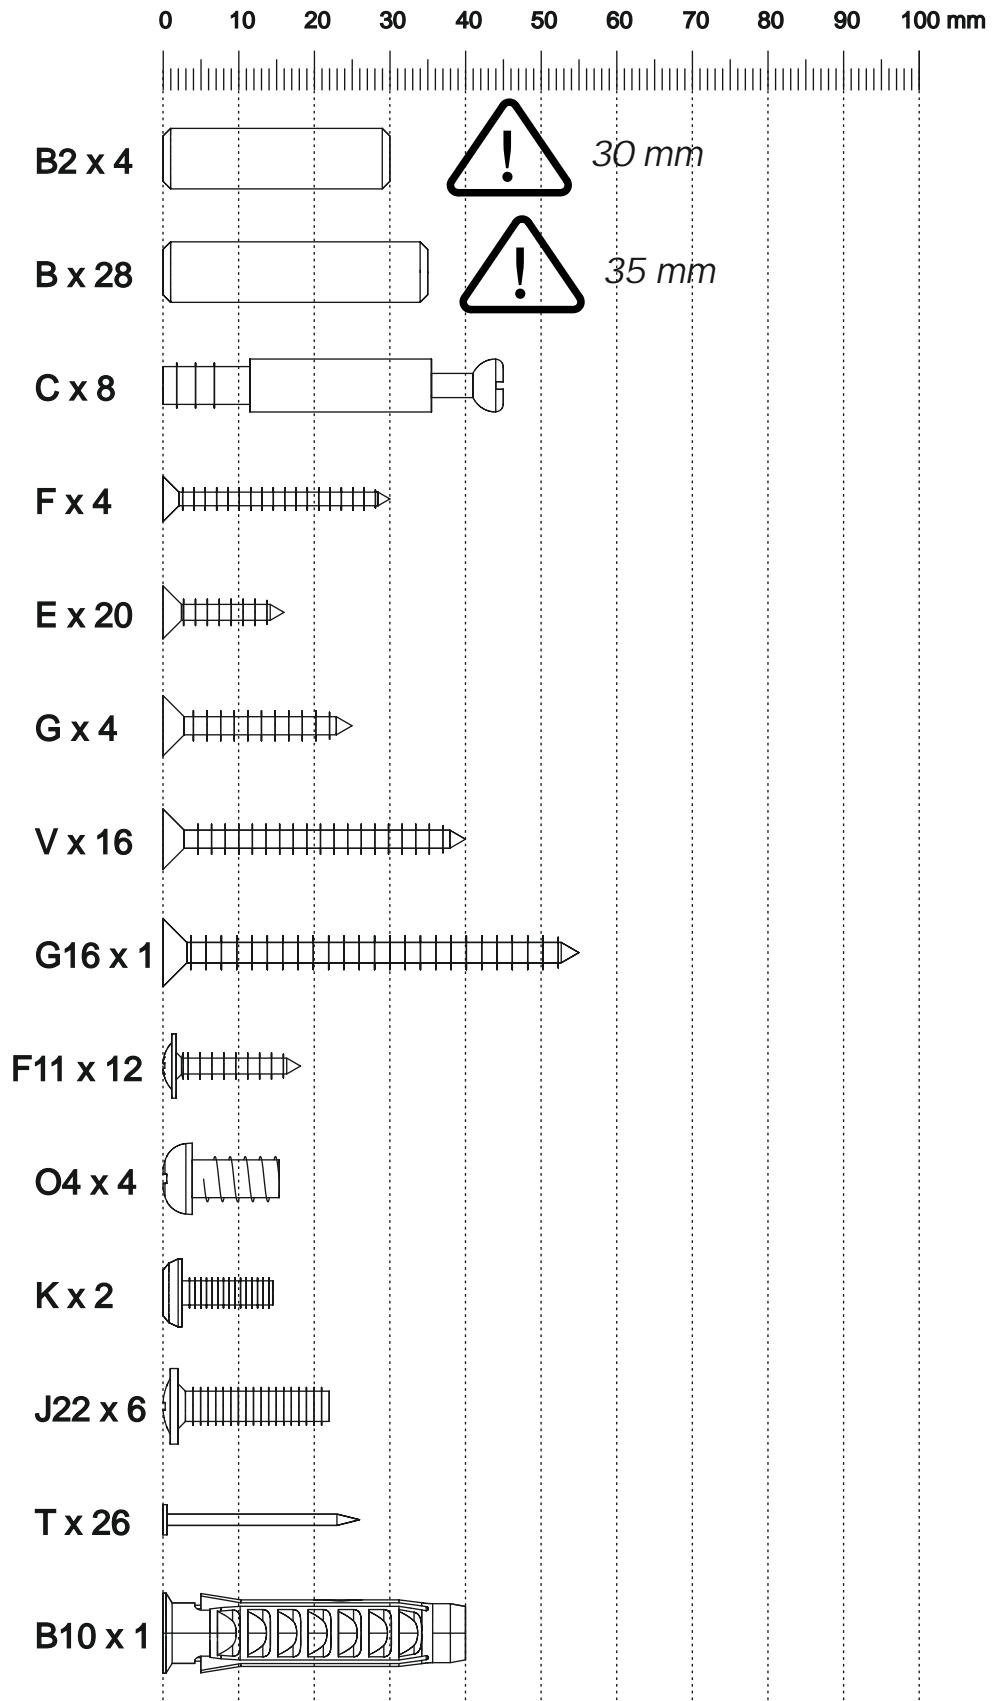 0 10 20 30 40 50 60 70 80 90 100 mm
B2 x 4 ! 30 mm
B x 28 ! 35 mm
C x 8
F x 4
E x 20
G x 4
V x 16
G16 x 1
F11 x 12
O4 x 4
K x 2
J22 x 6
T x 26
B10 x 1